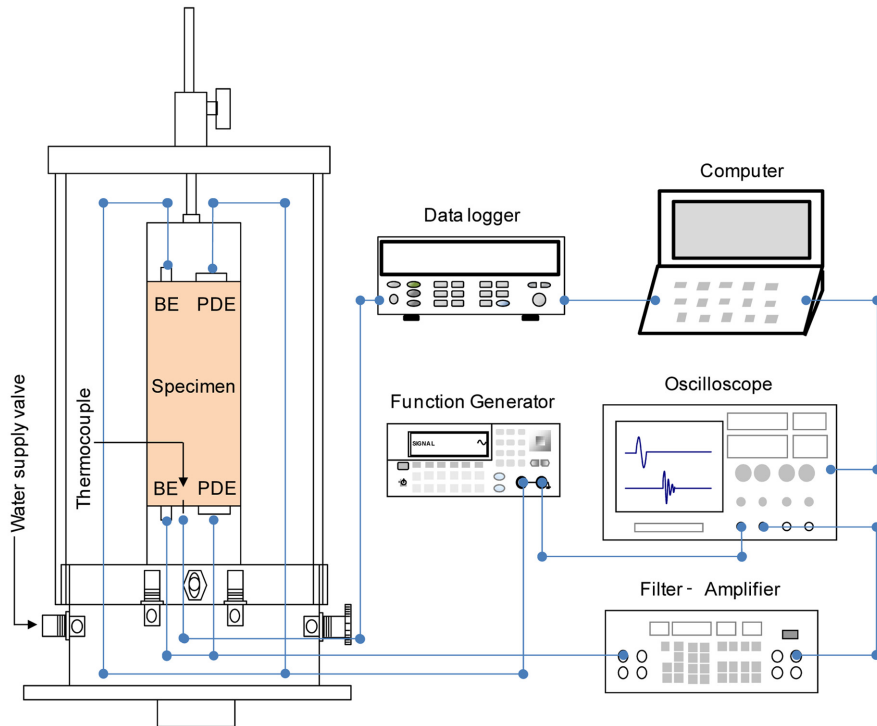 Computer
Data logger
BE PDE
Specimen
Oscilloscope
Function Generator
SIGNAL
Water supply valve
Thermocouple
BE PDE
Filter - Amplifier